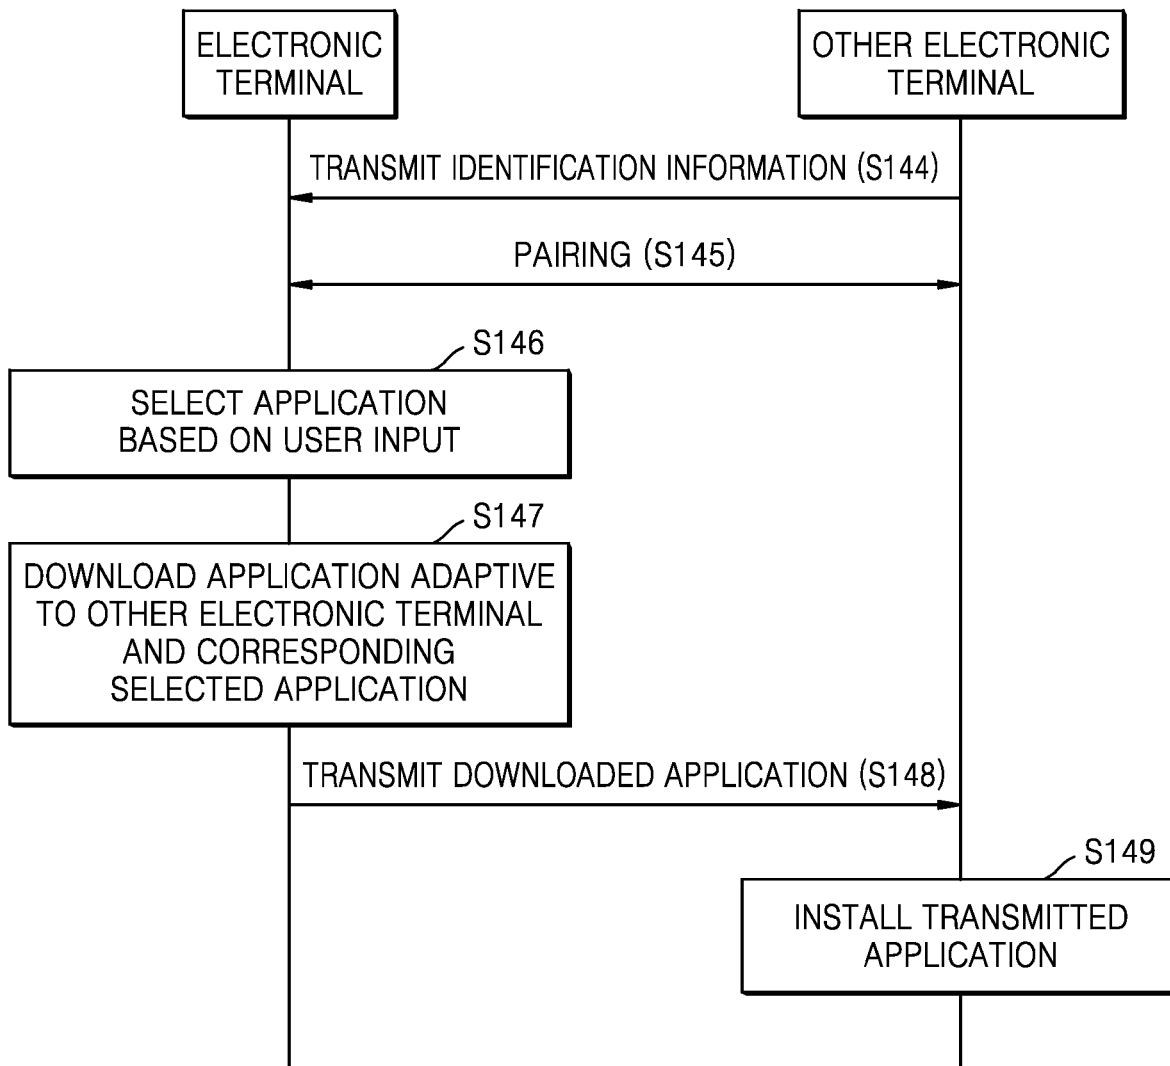 ELECTRONIC
TERMINAL
OTHER ELECTRONIC
TERMINAL
TRANSMIT IDENTIFICATION INFORMATION (S144)
PAIRING (S145)
S146
SELECT APPLICATION
BASED ON USER INPUT
S147
DOWNLOAD APPLICATION ADAPTIVE
TO OTHER ELECTRONIC TERMINAL
AND CORRESPONDING
SELECTED APPLICATION
TRANSMIT DOWNLOADED APPLICATION (S148)
S149
INSTALL TRANSMITTED
APPLICATION